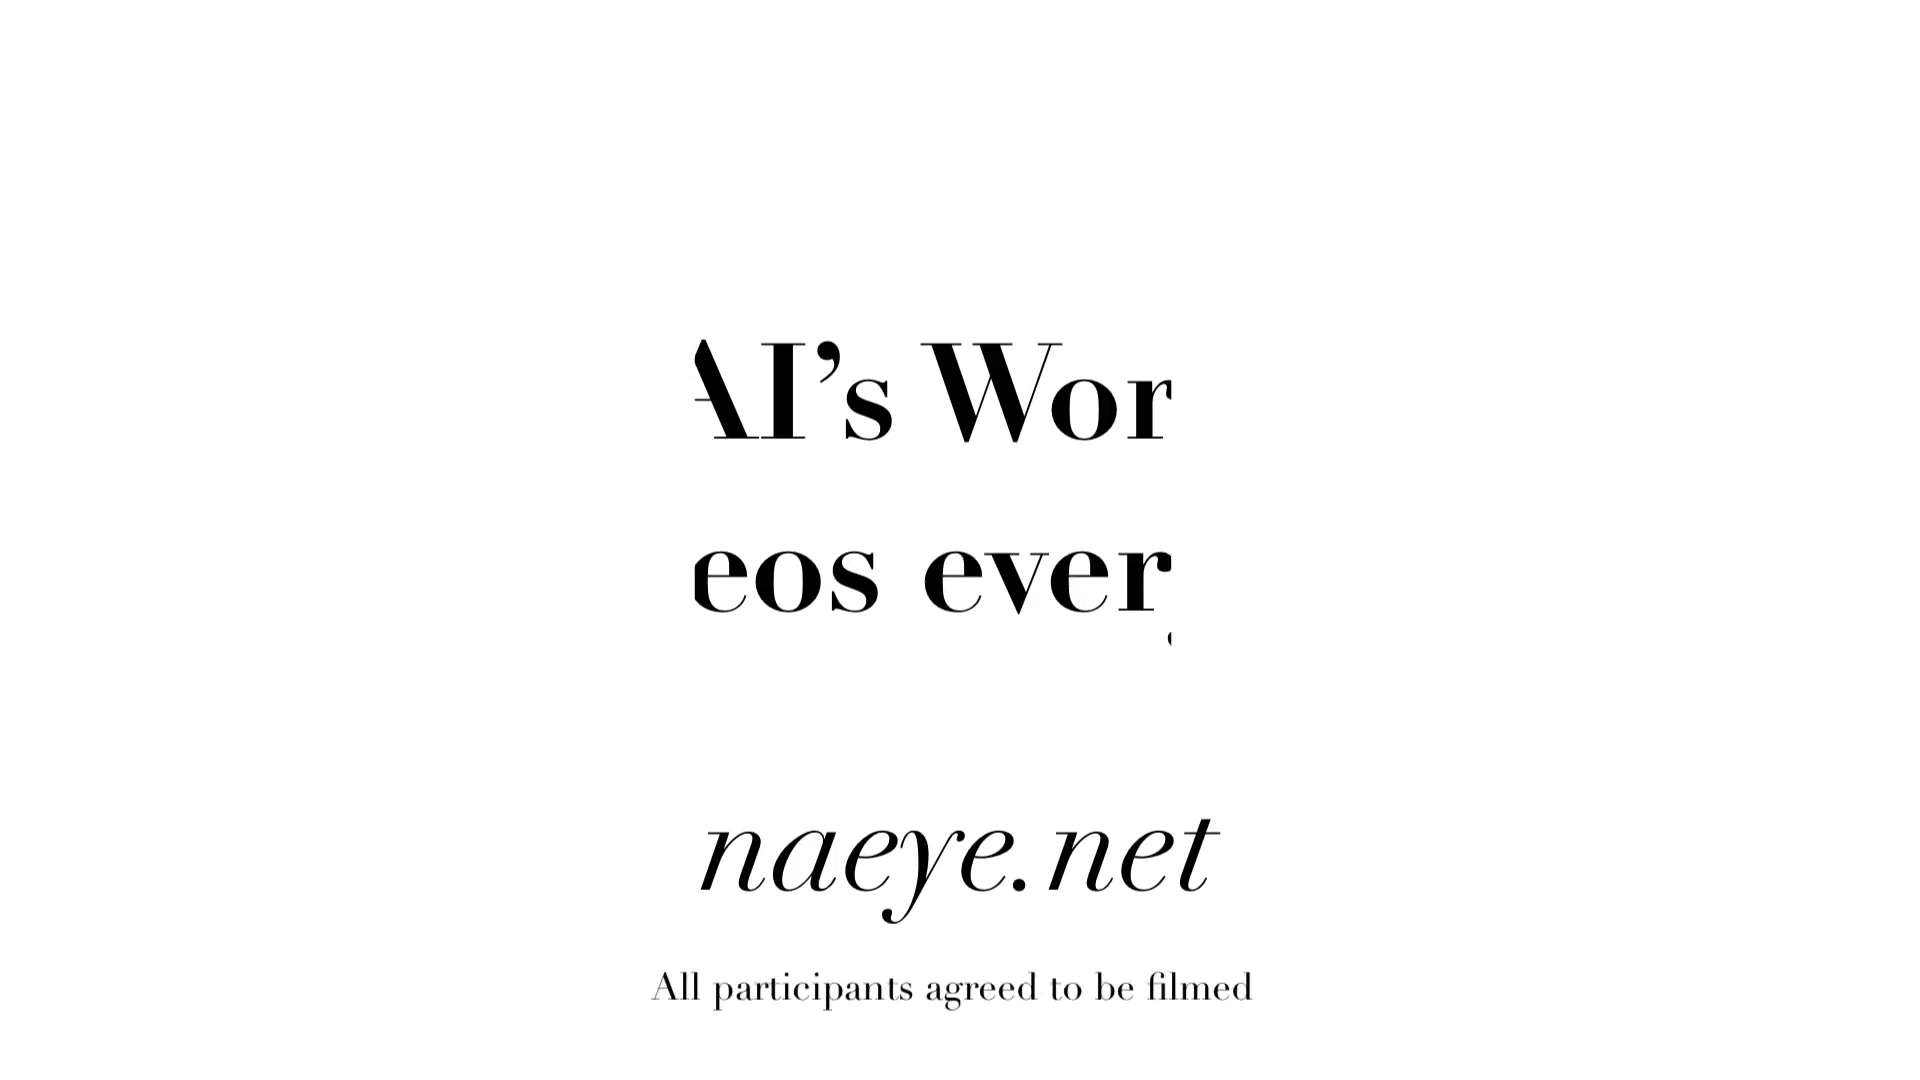 AI's Wor
eos ever
naeye.net
All participants agreed to be filmed